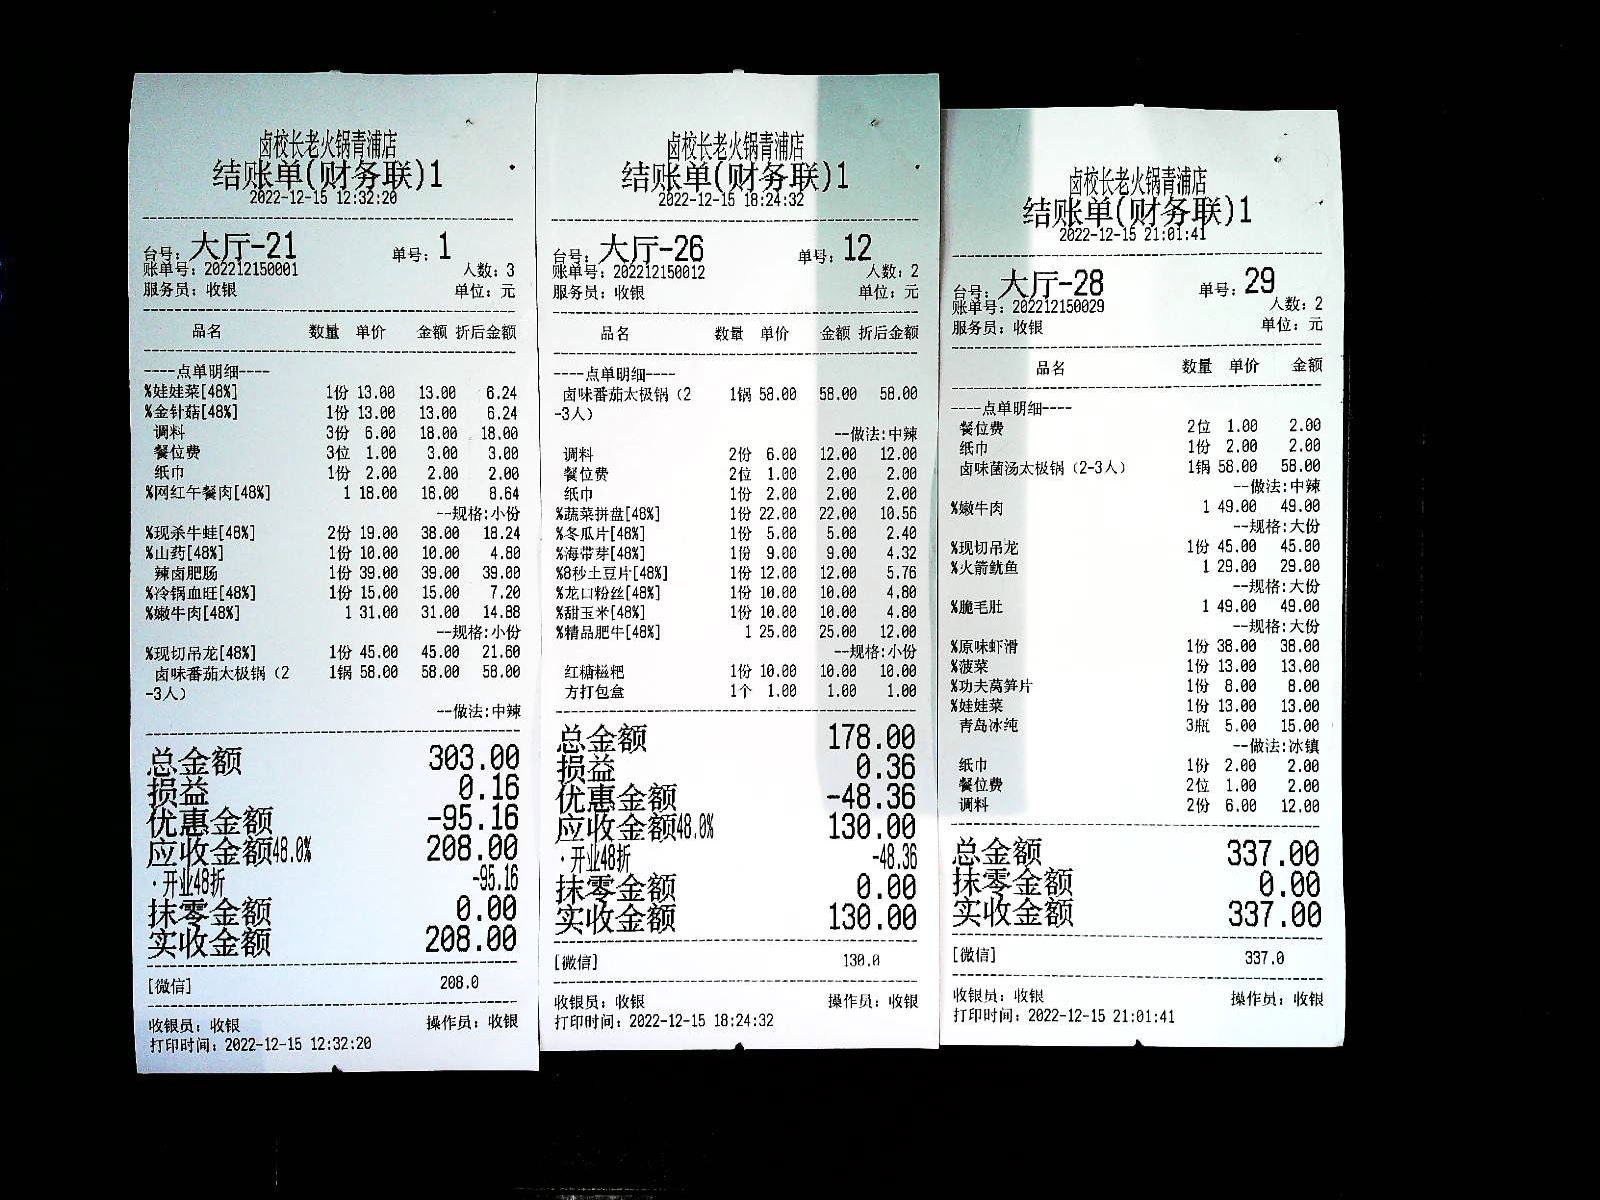 卤校长老火锅青浦店
结账单(财务联)1
2022-12-15 12:32:20
台号: 大厅-21 单号: 1
账单号: 202212150001 人数: 3
服务员: 收银 单位: 元
品名 数量 单价 金额 折后金额
----点单明细----
%娃娃菜[48%] 1份 13.00 13.00 6.24
%金针菇[48%] 1份 13.00 13.00 6.24
调料 3份 6.00 18.00 18.00
餐位费 3位 1.00 3.00 3.00
纸巾 1份 2.00 2.00 2.00
%网红午餐肉[48%] 1 18.00 18.00 8.64
--规格:小份
%现杀牛蛙[48%] 2份 19.00 38.00 18.24
%山药[48%] 1份 10.00 10.00 4.80
辣卤肥肠 1份 39.00 39.00 39.00
%冷锅血旺[48%] 1份 15.00 15.00 7.20
%嫩牛肉[48%] 1 31.00 31.00 14.88
--规格:小份
%现切吊龙[48%] 1份 45.00 45.00 21.60
卤味番茄太极锅（2 1锅 58.00 58.00 58.00
-3人）
--做法:中辣
总金额 303.00
损益 0.16
优惠金额 -95.16
应收金额48.0% 208.00
·开业48折 -95.16
抹零金额 0.00
实收金额 208.00
[微信] 208.0
收银员: 收银 操作员: 收银
打印时间: 2022-12-15 12:32:20
卤校长老火锅青浦店
结账单(财务联)1
2022-12-15 18:24:32
台号: 大厅-26 单号: 12
账单号: 202212150012 人数: 2
服务员: 收银 单位: 元
品名 数量 单价 金额 折后金额
----点单明细----
卤味番茄太极锅（2 1锅 58.00 58.00 58.00
-3人）
--做法:中辣
调料 2份 6.00 12.00 12.00
餐位费 2位 1.00 2.00 2.00
纸巾 1份 2.00 2.00 2.00
%蔬菜拼盘[48%] 1份 22.00 22.00 10.56
%冬瓜片[48%] 1份 5.00 5.00 2.40
%海带芽[48%] 1份 9.00 9.00 4.32
%8秒土豆片[48%] 1份 12.00 12.00 5.76
%龙口粉丝[48%] 1份 10.00 10.00 4.80
%甜玉米[48%] 1份 10.00 10.00 4.80
%精品肥牛[48%] 1 25.00 25.00 12.00
--规格:小份
红糖糍粑 1份 10.00 10.00 10.00
方打包盒 1个 1.00 1.00 1.00
总金额 178.00
损益 0.36
优惠金额 -48.36
应收金额48.0% 130.00
·开业48折 -48.36
抹零金额 0.00
实收金额 130.00
[微信] 130.0
收银员: 收银 操作员: 收银
打印时间: 2022-12-15 18:24:32
卤校长老火锅青浦店
结账单(财务联)1
2022-12-15 21:01:41
台号: 大厅-28 单号: 29
账单号: 202212150029 人数: 2
服务员: 收银 单位: 元
品名 数量 单价 金额
----点单明细----
餐位费 2位 1.00 2.00
纸巾 1份 2.00 2.00
卤味菌汤太极锅（2-3人） 1锅 58.00 58.00
--做法:中辣
%嫩牛肉 1 49.00 49.00
--规格:大份
%现切吊龙 1份 45.00 45.00
%火箭鱿鱼 1 29.00 29.00
--规格:大份
%脆毛肚 1 49.00 49.00
--规格:大份
%原味虾滑 1份 38.00 38.00
%菠菜 1份 13.00 13.00
%功夫莴笋片 1份 8.00 8.00
%娃娃菜 1份 13.00 13.00
青岛冰纯 3瓶 5.00 15.00
--做法:冰镇
纸巾 1份 2.00 2.00
餐位费 2位 1.00 2.00
调料 2份 6.00 12.00
总金额 337.00
抹零金额 0.00
实收金额 337.00
[微信] 337.0
收银员: 收银 操作员: 收银
打印时间: 2022-12-15 21:01:41